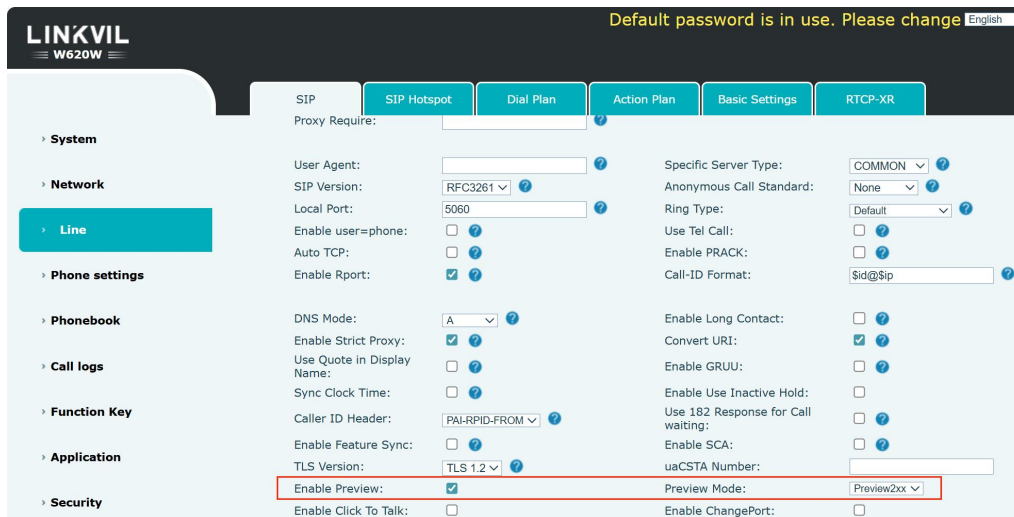 Default password is in use. Please change English
LINKVIL
W620W
SIP
SIP Hotspot
Dial Plan
Action Plan
Basic Settings
RTCP-XR
System
Network
Line
Phone settings
Phonebook
Call logs
Function Key
Application
Security
Proxy Require:
User Agent: Specific Server Type: COMMON
SIP Version: RFC3261 Anonymous Call Standard: None
Local Port: 5060 Ring Type: Default
Enable user=phone: Use Tel Call:
Auto TCP: Enable PRACK:
Enable Rport: Call-ID Format: $id@$ip
DNS Mode: A Enable Long Contact:
Enable Strict Proxy: Convert URI:
Use Quote in Display
Name: Enable GRUU:
Sync Clock Time: Enable Use Inactive Hold:
Caller ID Header: PAI-RPID-FROM Use 182 Response for Call
waiting:
Enable Feature Sync: Enable SCA:
TLS Version: TLS 1.2 uaCSTA Number:
Enable Preview: Preview Mode: Preview2xx
Enable Click To Talk: Enable ChangePort: